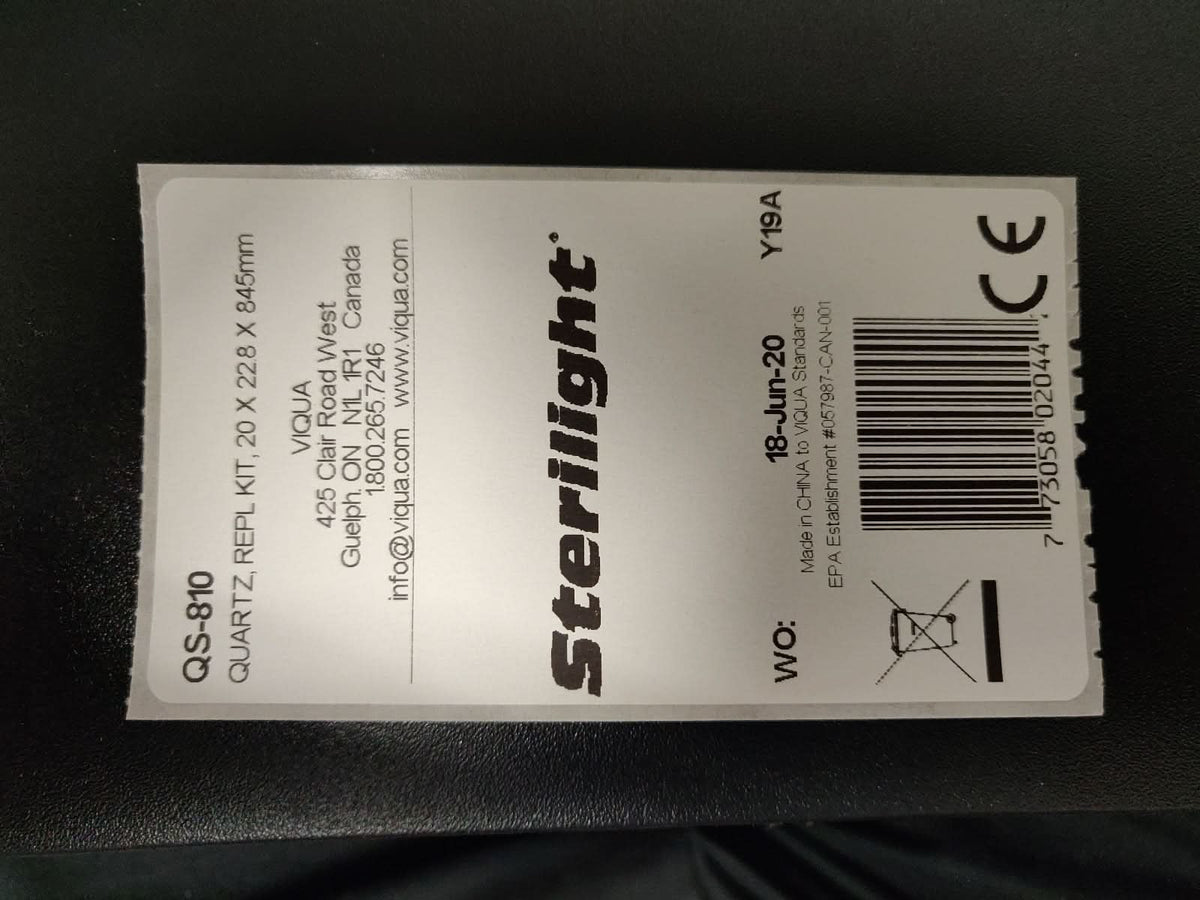 QS-810
QUARTZ, REPL KIT, 20 X 22.8 X 845mm
VIQUA
425 Clair Road West
Guelph, ON N1L 1R1 Canada
1.800.265.7246
info@viqua.com www.viqua.com
Sterilight®
WO: 18-Jun-20 Y19A
Made in CHINA to VIQUA Standards
EPA Establishment #057987-CAN-001
7 73058 02044 7
CE